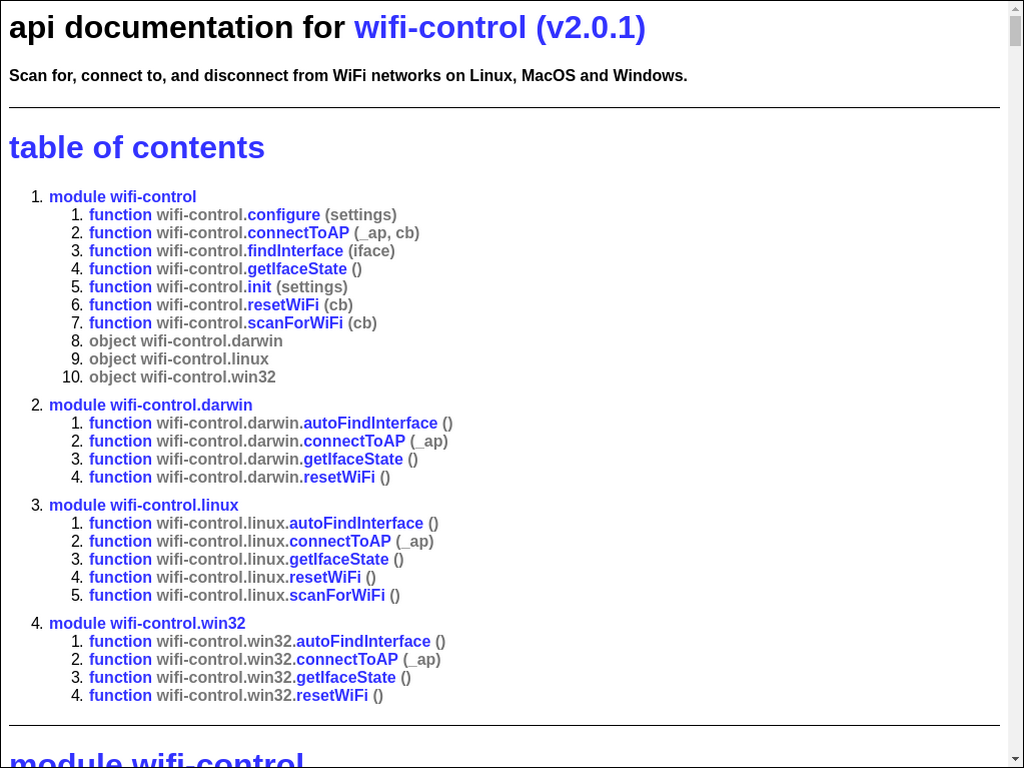 api documentation for wifi-control (v2.0.1)
Scan for, connect to, and disconnect from WiFi networks on Linux, MacOS and Windows.
table of contents
1. module wifi-control
1. function wifi-control.configure (settings)
2. function wifi-control.connectToAP (_ap, cb)
3. function wifi-control.findInterface (iface)
4. function wifi-control.getIfaceState ()
5. function wifi-control.init (settings)
6. function wifi-control.resetWiFi (cb)
7. function wifi-control.scanForWiFi (cb)
8. object wifi-control.darwin
9. object wifi-control.linux
10. object wifi-control.win32
2. module wifi-control.darwin
1. function wifi-control.darwin.autoFindInterface ()
2. function wifi-control.darwin.connectToAP (_ap)
3. function wifi-control.darwin.getIfaceState ()
4. function wifi-control.darwin.resetWiFi ()
3. module wifi-control.linux
1. function wifi-control.linux.autoFindInterface ()
2. function wifi-control.linux.connectToAP (_ap)
3. function wifi-control.linux.getIfaceState ()
4. function wifi-control.linux.resetWiFi ()
5. function wifi-control.linux.scanForWiFi ()
4. module wifi-control.win32
1. function wifi-control.win32.autoFindInterface ()
2. function wifi-control.win32.connectToAP (_ap)
3. function wifi-control.win32.getIfaceState ()
4. function wifi-control.win32.resetWiFi ()
module wifi-control